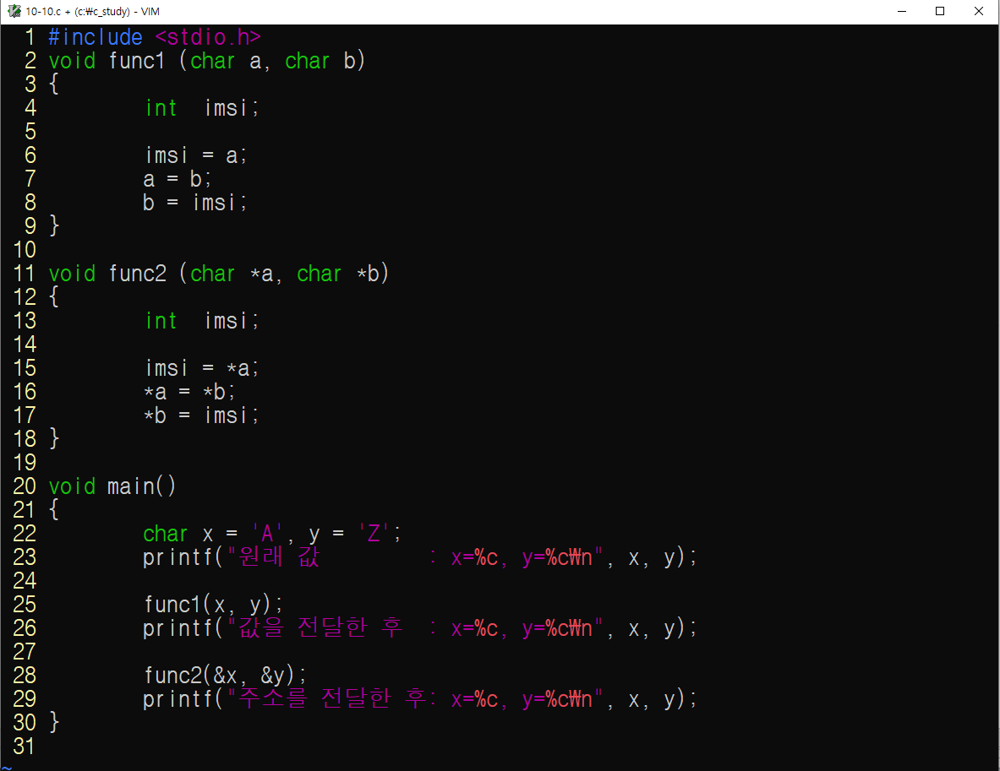 10-10.c + (c:₩c_study) - VIM
1 #include <stdio.h>
2 void func1 (char a, char b)
3 {
4         int  imsi;
5
6         imsi = a;
7         a = b;
8         b = imsi;
9 }
10
11 void func2 (char *a, char *b)
12 {
13         int  imsi;
14
15         imsi = *a;
16         *a = *b;
17         *b = imsi;
18 }
19
20 void main()
21 {
22         char x = 'A', y = 'Z';
23         printf("원래 값         : x=%c, y=%c₩n", x, y);
24
25         func1(x, y);
26         printf("값을 전달한 후  : x=%c, y=%c₩n", x, y);
27
28         func2(&x, &y);
29         printf("주소를 전달한 후: x=%c, y=%c₩n", x, y);
30 }
31
~